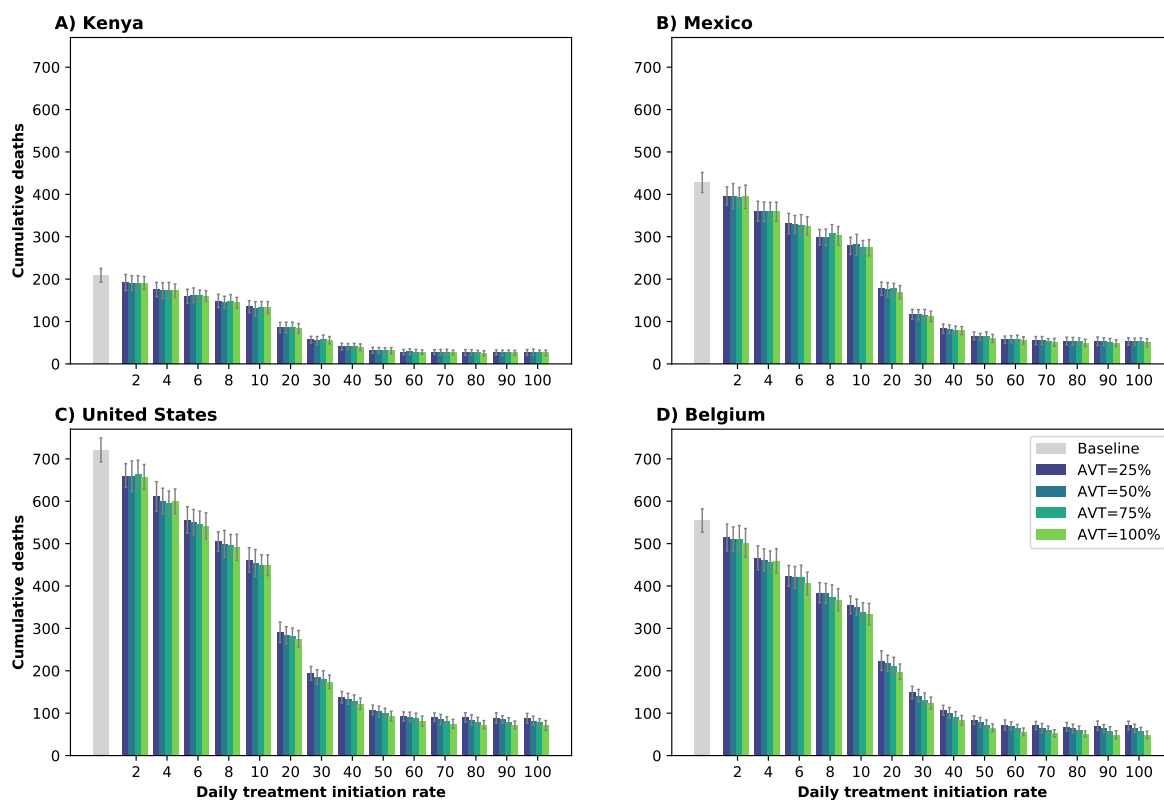 A) Kenya
700
600
500
400
300
200
100
0
Cumulative deaths
2 4 6 8 10 20 30 40 50 60 70 80 90 100
B) Mexico
700
600
500
400
300
200
100
0
2 4 6 8 10 20 30 40 50 60 70 80 90 100
C) United States
700
600
500
400
300
200
100
0
Cumulative deaths
2 4 6 8 10 20 30 40 50 60 70 80 90 100
Daily treatment initiation rate
D) Belgium
700
600
500
400
300
200
100
0
Baseline
AVT=25%
AVT=50%
AVT=75%
AVT=100%
2 4 6 8 10 20 30 40 50 60 70 80 90 100
Daily treatment initiation rate